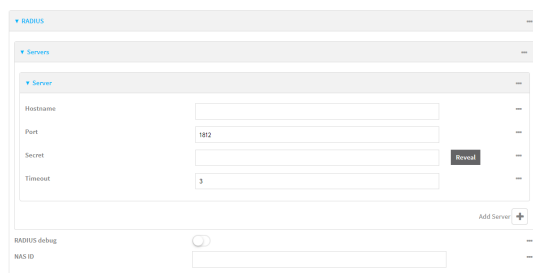 ▼ RADIUS
▼ Servers
▼ Server
Hostname
Port 1812
Secret Reveal
Timeout 3
Add Server
RADIUS debug
NAS ID